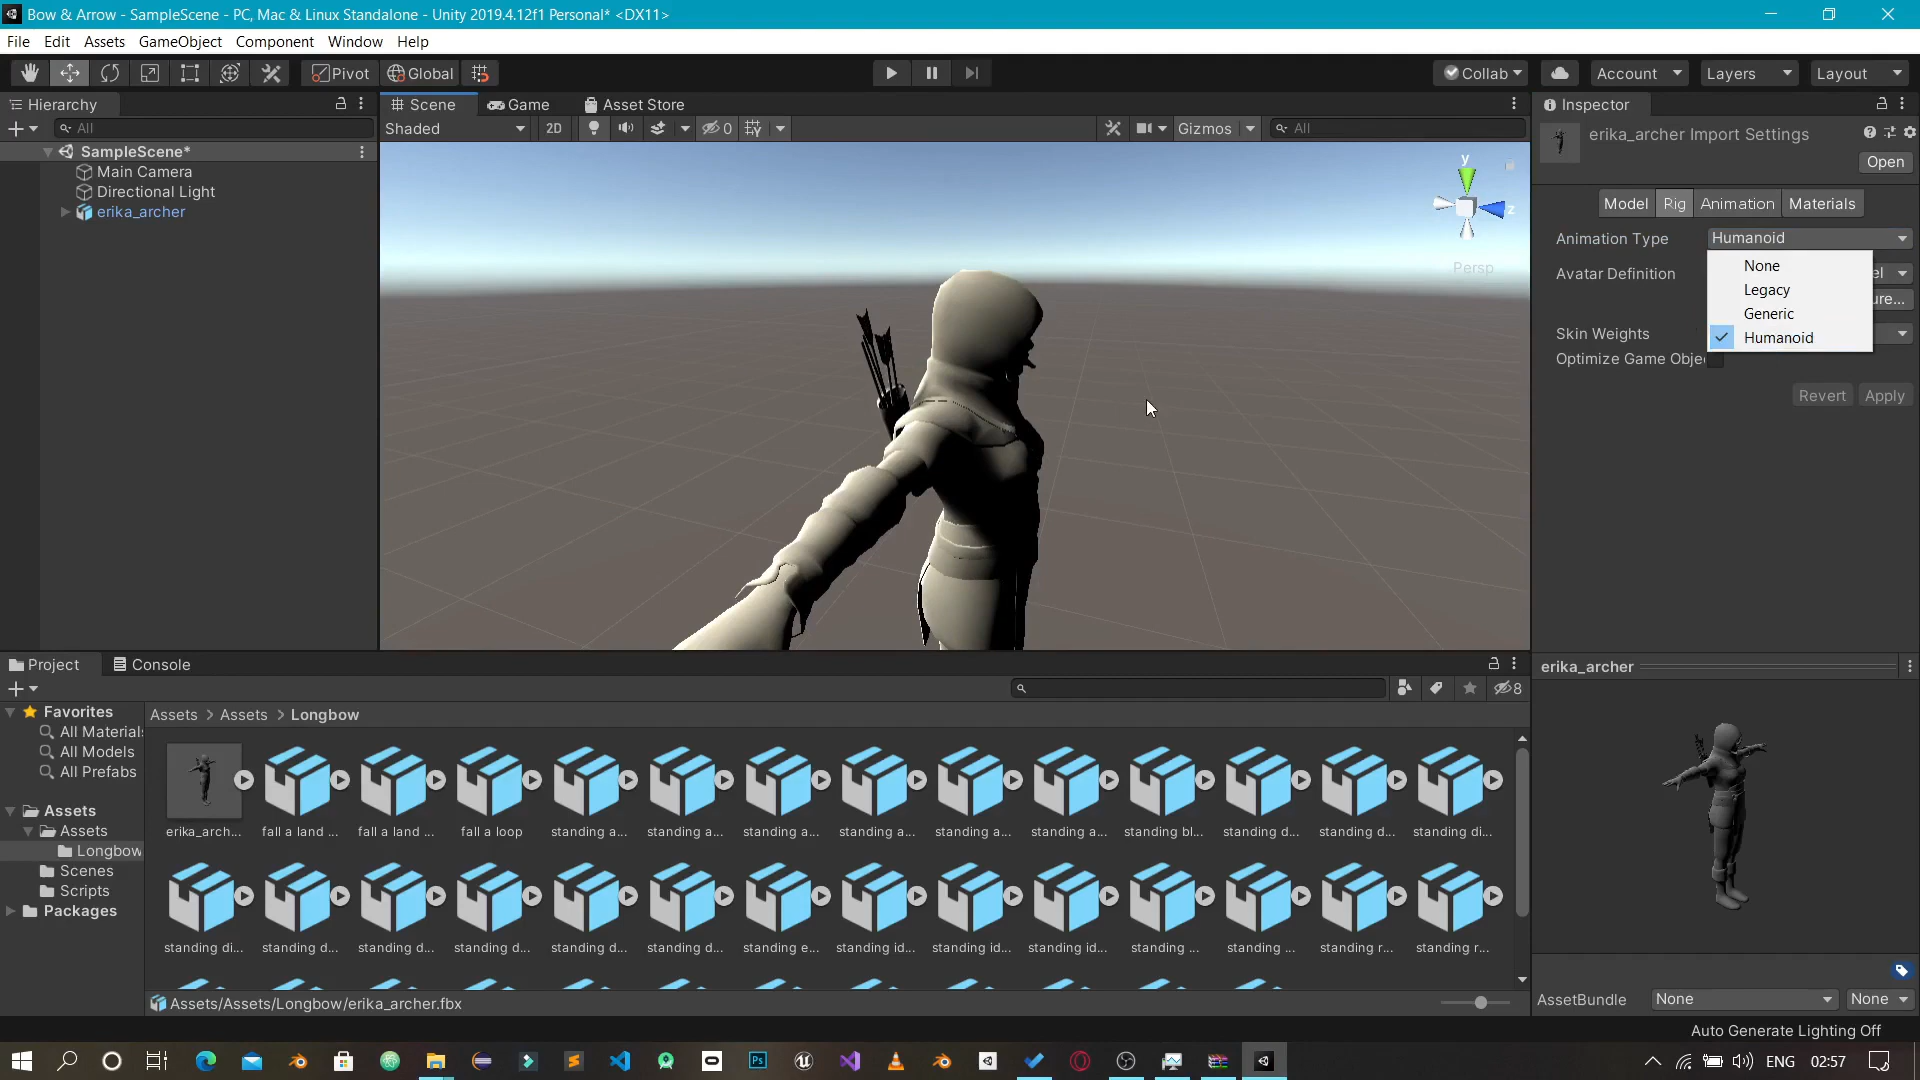 Bow & Arrow - SampleScene - PC, Mac & Linux Standalone - Unity 2019.4.12f1 Personal* <DX11>
File Edit Assets GameObject Component Window Help
Pivot Global Collab Account Layers Layout
Hierarchy
All
SampleScene*
Main Camera
Directional Light
erika_archer
Scene Game Asset Store
Shaded 2D 0 Gizmos All
y
z
Persp
Inspector
erika_archer Import Settings
Open
Model Rig Animation Materials
Animation Type Humanoid
None
Legacy
Generic
Humanoid
Avatar Definition el
ure...
Skin Weights
Optimize Game Obje
Revert Apply
Project Console
8
Favorites
All Materials
All Models
All Prefabs
Assets
Assets
Longbow
Scenes
Scripts
Packages
Assets > Assets > Longbow
erika_arch... fall a land ... fall a land ... fall a loop standing a... standing a... standing a... standing a... standing a... standing a... standing bl... standing d... standing d... standing di...
standing di... standing d... standing d... standing d... standing d... standing d... standing e... standing id... standing id... standing id... standing ... standing ... standing r... standing r...
Assets/Assets/Longbow/erika_archer.fbx
erika_archer
AssetBundle None None
Auto Generate Lighting Off
Ps
ENG 02:57